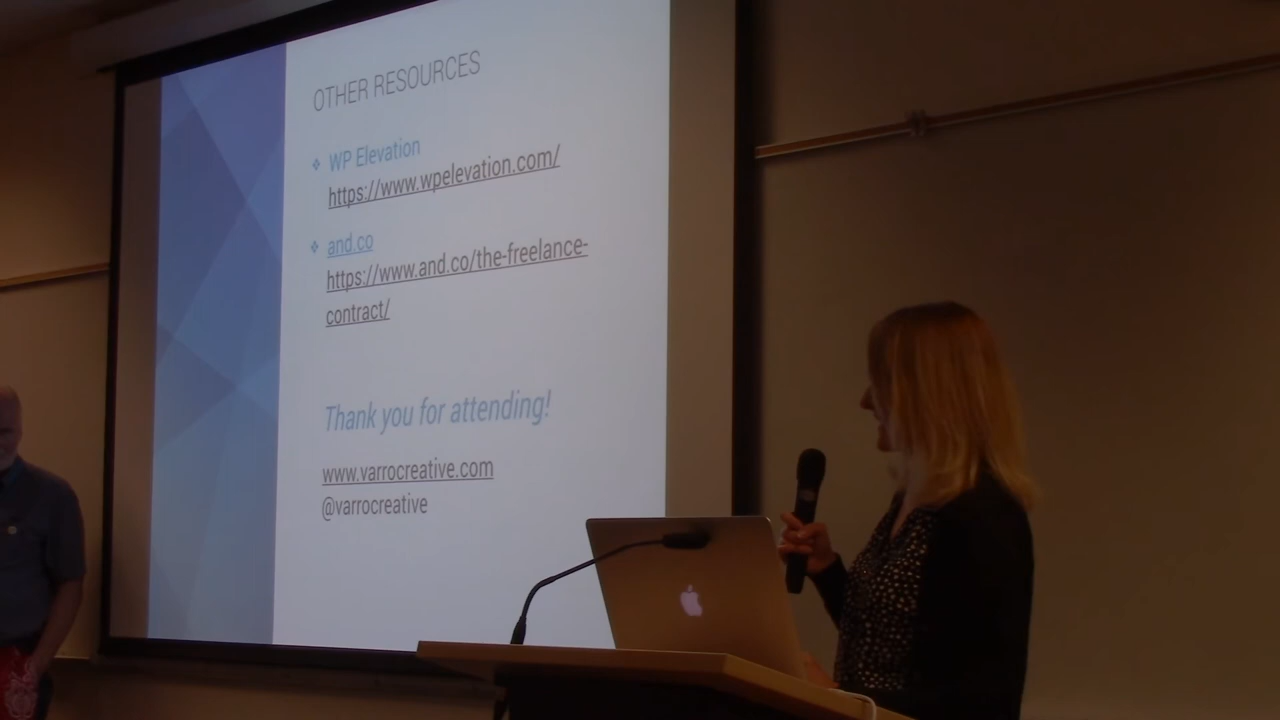 OTHER RESOURCES
❖ WP Elevation
https://www.wpelevation.com/
❖ and.co
https://www.and.co/the-freelance-
contract/
Thank you for attending!
www.varrocreative.com
@varrocreative